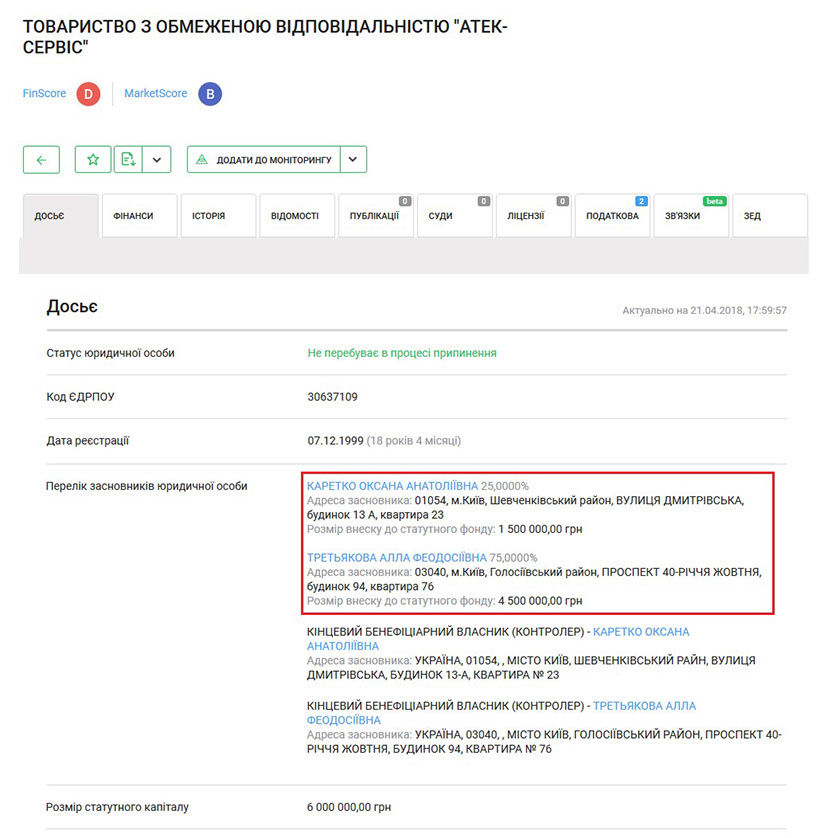 ТОВАРИСТВО З ОБМЕЖЕНОЮ ВІДПОВІДАЛЬНІСТЮ "АТЕК-
СЕРВІС"
FinScore D MarketScore B
ДОДАТИ ДО МОНІТОРИНГУ
ДОСЬЄ
ФІНАНСИ
ІСТОРІЯ
ВІДОМОСТІ
ПУБЛІКАЦІЇ 0
СУДИ 0
ЛІЦЕНЗІЇ 0
ПОДАТКОВА 2
ЗВ'ЯЗКИ beta
ЗЕД
Досьє
Актуально на 21.04.2018, 17:59:57
Статус юридичної особи
Не перебуває в процесі припинення
Код ЄДРПОУ
30637109
Дата реєстрації
07.12.1999 (18 років 4 місяці)
Перелік засновників юридичної особи
КАРЕТКО ОКСАНА АНАТОЛІЇВНА 25,0000%
Адреса засновника: 01054, м.Київ, Шевченківський район, ВУЛИЦЯ ДМИТРІВСЬКА,
будинок 13 А, квартира 23
Розмір внеску до статутного фонду: 1 500 000,00 грн
ТРЕТЬЯКОВА АЛЛА ФЕОДОСІЇВНА 75,0000%
Адреса засновника: 03040, м.Київ, Голосіївський район, ПРОСПЕКТ 40-РІЧЧЯ ЖОВТНЯ,
будинок 94, квартира 76
Розмір внеску до статутного фонду: 4 500 000,00 грн
КІНЦЕВИЙ БЕНЕФІЦІАРНИЙ ВЛАСНИК (КОНТРОЛЕР) - КАРЕТКО ОКСАНА
АНАТОЛІЇВНА
Адреса засновника: УКРАЇНА, 01054, , МІСТО КИЇВ, ШЕВЧЕНКІВСЬКИЙ РАЙН, ВУЛИЦЯ
ДМИТРІВСЬКА, БУДИНОК 13-А, КВАРТИРА № 23
КІНЦЕВИЙ БЕНЕФІЦІАРНИЙ ВЛАСНИК (КОНТРОЛЕР) - ТРЕТЬЯКОВА АЛЛА
ФЕОДОСІЇВНА
Адреса засновника: УКРАЇНА, 03040, , МІСТО КИЇВ, ГОЛОСІЇВСЬКИЙ РАЙОН, ПРОСПЕКТ 40-
РІЧЧЯ ЖОВТНЯ, БУДИНОК 94, КВАРТИРА № 76
Розмір статутного капіталу
6 000 000,00 грн